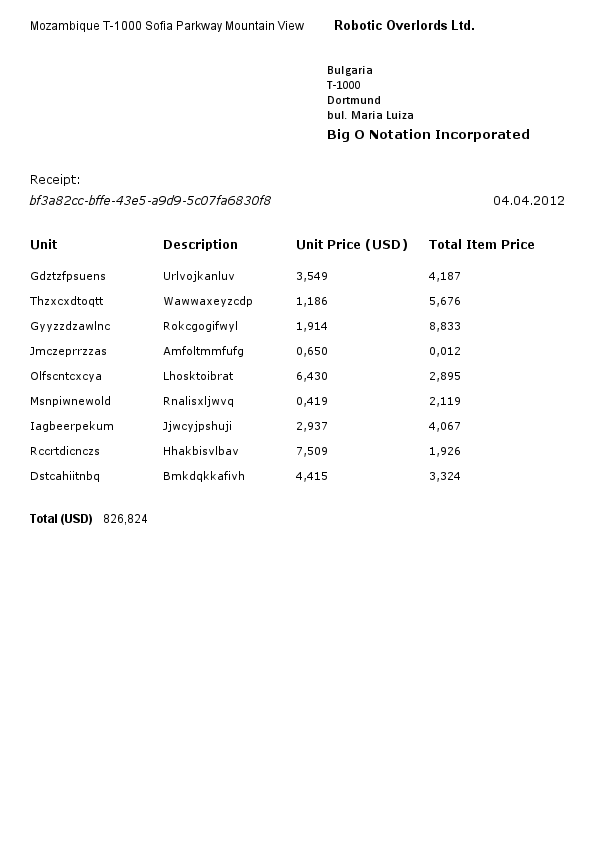 Mozambique T-1000 Sofia Parkway Mountain View Robotic Overlords Ltd.
Bulgaria
T-1000
Dortmund
bul. Maria Luiza
Big O Notation Incorporated
Receipt:
bf3a82cc-bffe-43e5-a9d9-5c07fa6830f8 04.04.2012
Unit Description Unit Price (USD) Total Item Price
Gdztzfpsuens Urlvojkanluv 3,549 4,187
Thzxcxdtoqtt Wawwaxeyzcdp 1,186 5,676
Gyyzzdzawlnc Rokcgogifwyl 1,914 8,833
Jmczeprrzzas Amfoltmmfufg 0,650 0,012
Olfscntcxcya Lhosktoibrat 6,430 2,895
Msnpiwnewold Rnalisxljwvq 0,419 2,119
Iagbeerpekum Jjwcyjpshuji 2,937 4,067
Rccrtdicnczs Hhakbisvlbav 7,509 1,926
Dstcahiitnbq Bmkdqkkafivh 4,415 3,324
Total (USD) 826,824